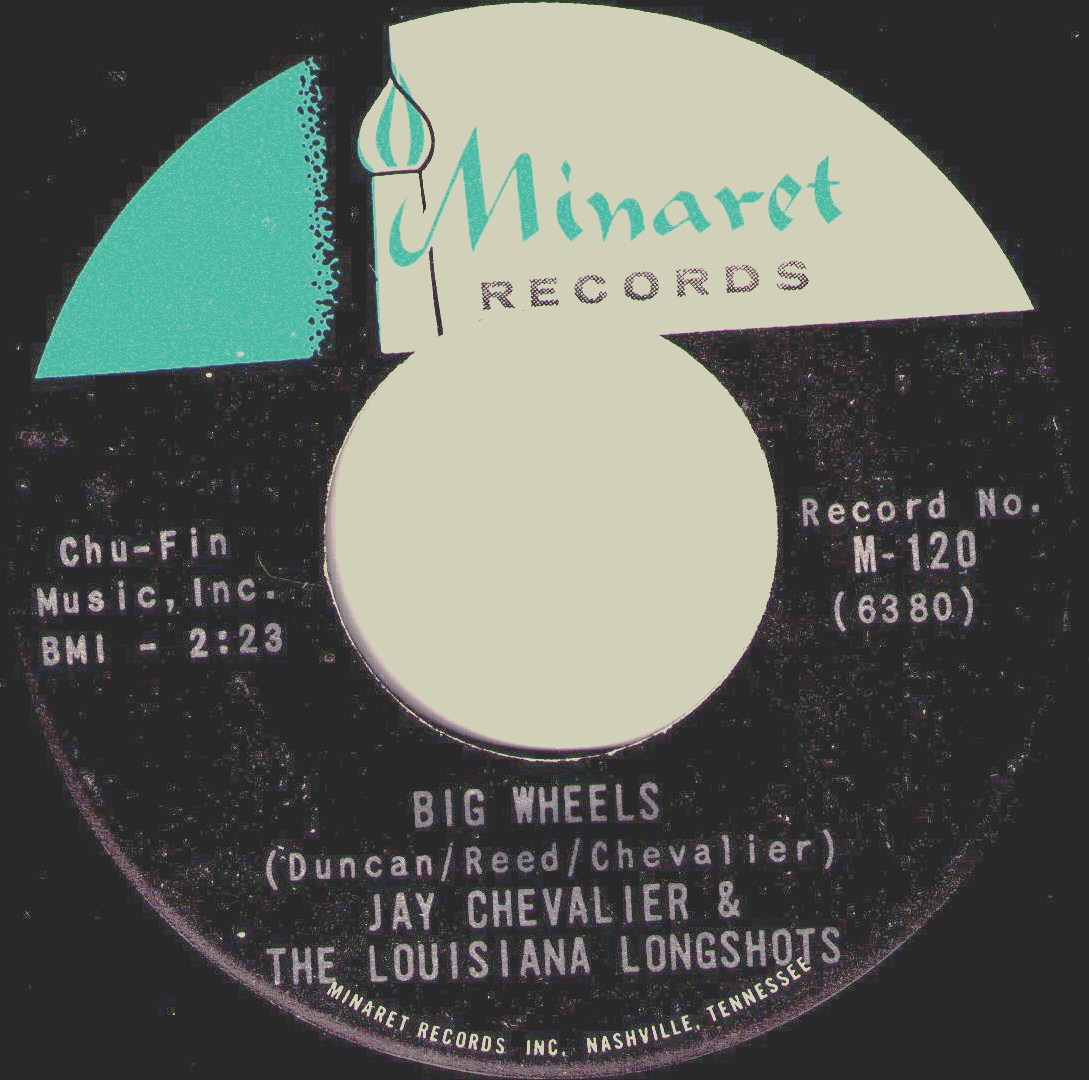 Minaret
RECORDS
Chu-Fin
Music, Inc.
BMI - 2:23
Record No.
M-120
(6380)
BIG WHEELS
(Duncan/Reed/Chevalier)
JAY CHEVALIER &
THE LOUISIANA LONGSHOTS
MINARET RECORDS INC. NASHVILLE, TENNESSEE